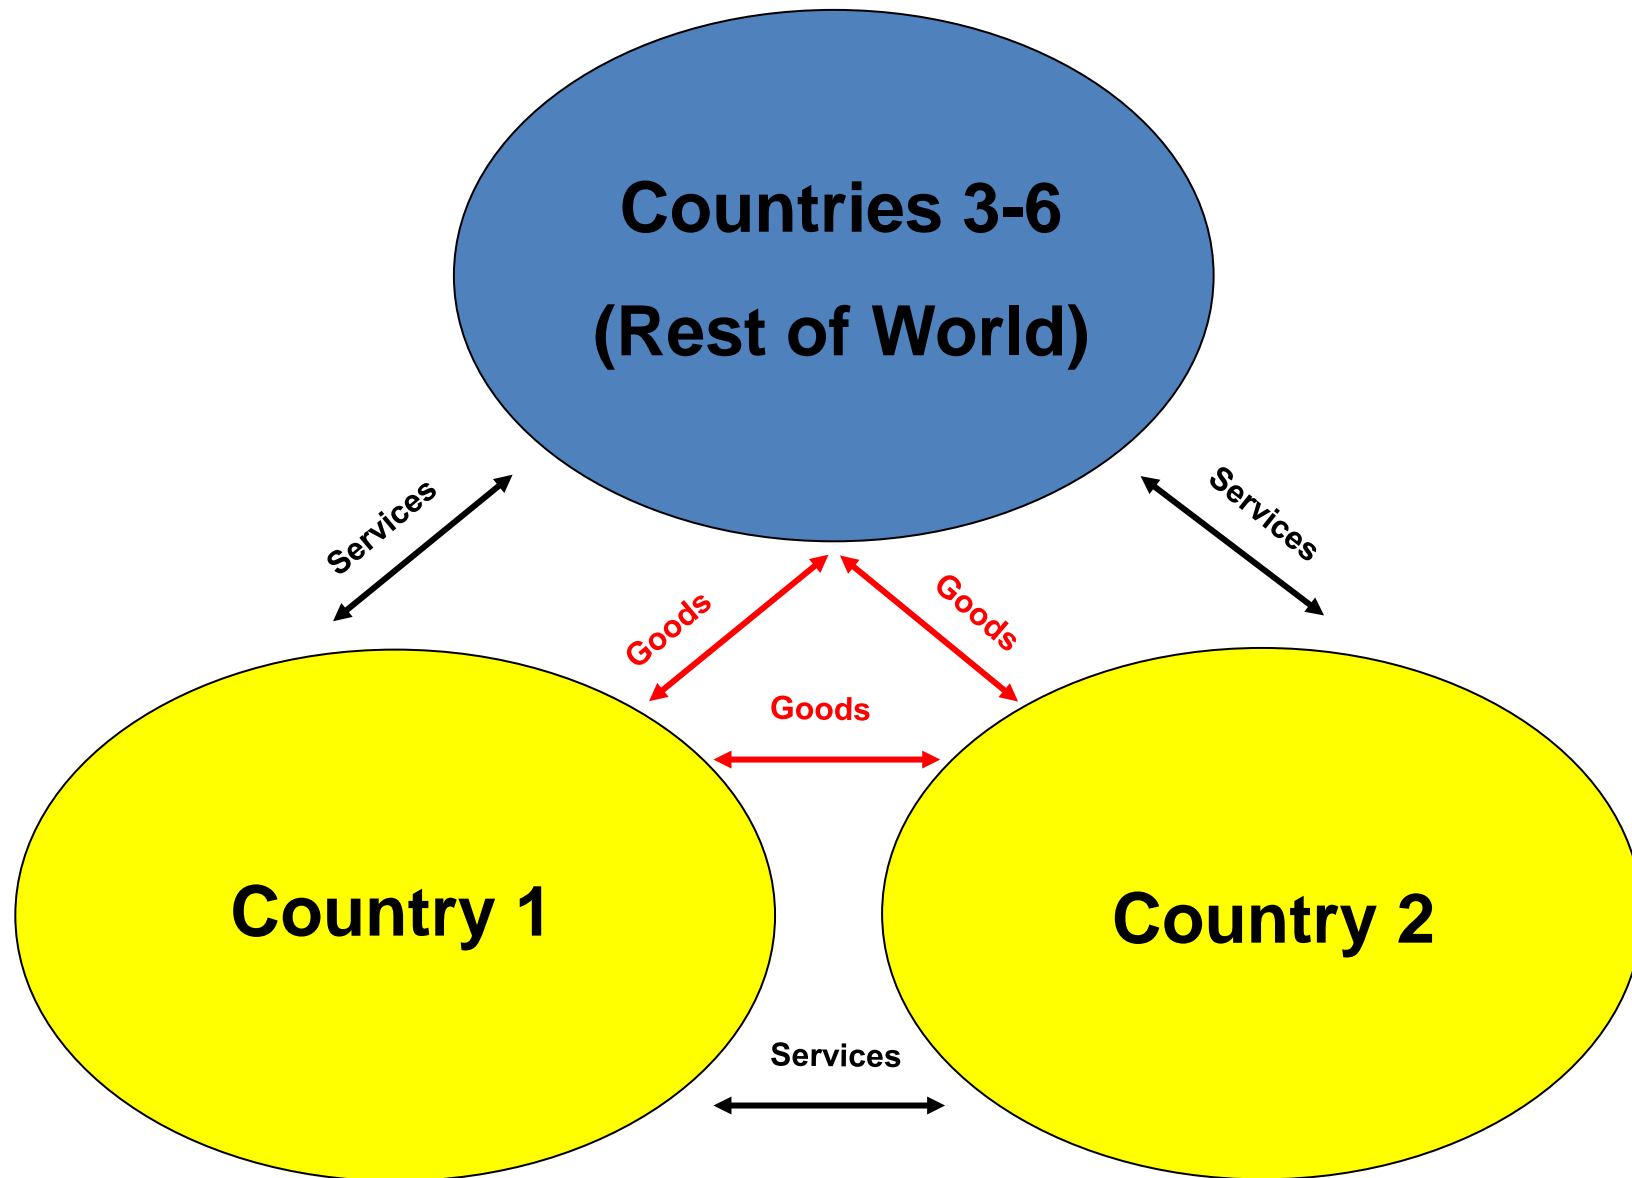 Countries 3-6
(Rest of World)
Services
Services
Goods
Goods
Goods
Country 1
Country 2
Services